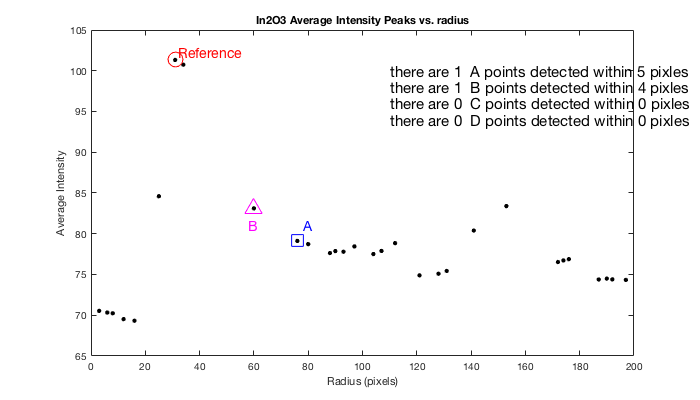 In2O3 Average Intensity Peaks vs. radius
105
100
95
90
85
80
75
70
65
Average Intensity
Reference
there are 1 A points detected within 5 pixles
there are 1 B points detected within 4 pixles
there are 0 C points detected within 0 pixles
there are 0 D points detected within 0 pixles
B
A
0 20 40 60 80 100 120 140 160 180 200
Radius (pixels)